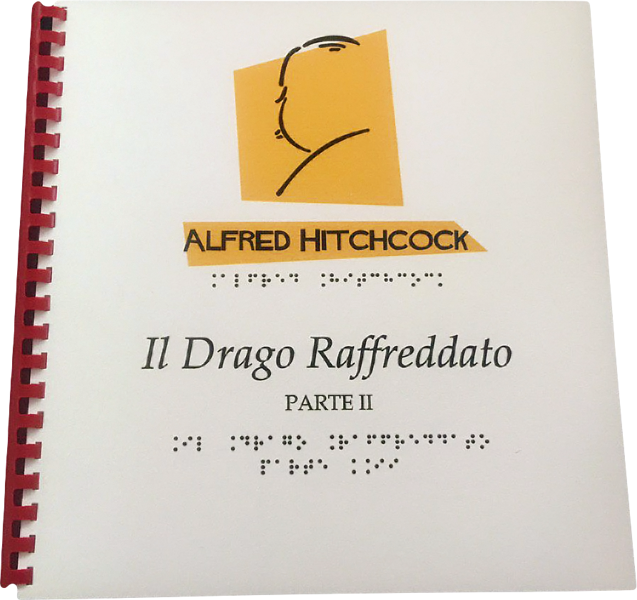 ALFRED HITCHCOCK
Il Drago Raffreddato
PARTE II